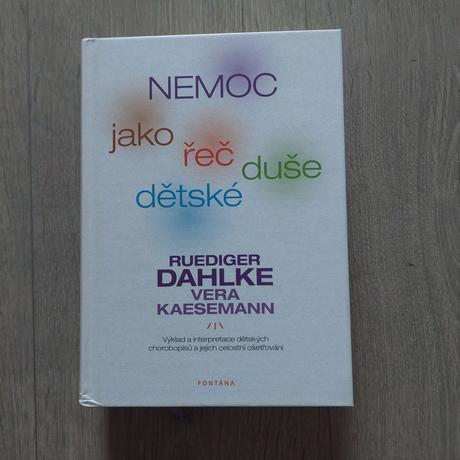 NEMOC
jako
řeč
duše
dětské
RUEDIGER
DAHLKE
VERA
KAESEMANN
Výklad a interpretace dětských
chorobopisů a jejich celostní ošetřování
FONTÁNA